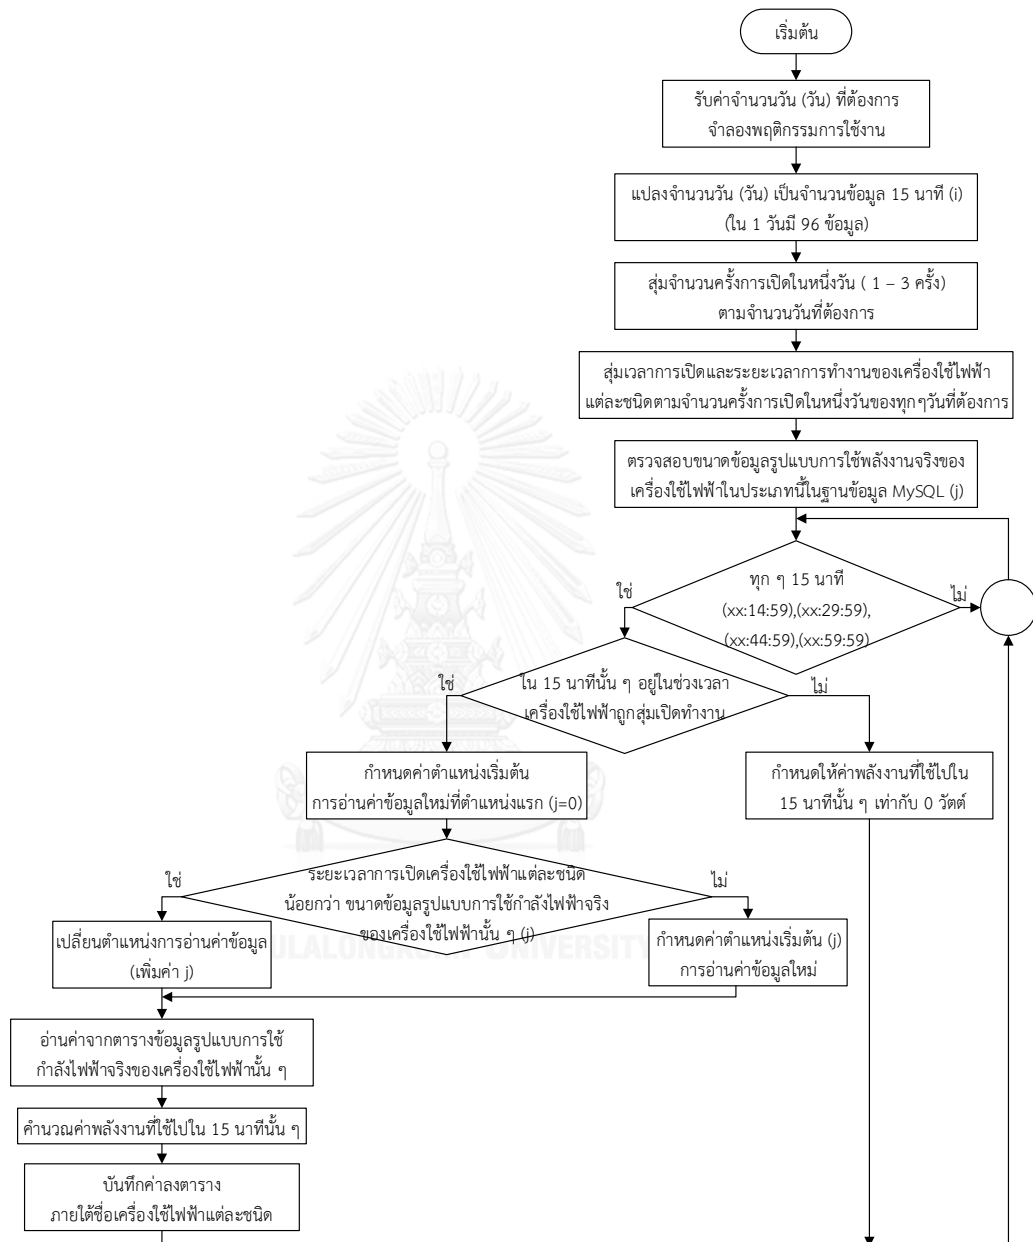 เริ่มต้น
รับค่าจำนวนวัน (วัน) ที่ต้องการ
จำลองพฤติกรรมการใช้งาน
แปลงจำนวนวัน (วัน) เป็นจำนวนข้อมูล 15 นาที (i)
(ใน 1 วันมี 96 ข้อมูล)
สุ่มจำนวนครั้งการเปิดในหนึ่งวัน ( 1 – 3 ครั้ง)
ตามจำนวนวันที่ต้องการ
สุ่มเวลาการเปิดและระยะเวลาการทำงานของเครื่องใช้ไฟฟ้า
แต่ละชนิดตามจำนวนครั้งการเปิดในหนึ่งวันของทุกๆวันที่ต้องการ
ตรวจสอบขนาดข้อมูลรูปแบบการใช้พลังงานจริงของ
เครื่องใช้ไฟฟ้าในประเภทนี้ในฐานข้อมูล MySQL (j)
ทุก ๆ 15 นาที
(xx:14:59),(xx:29:59),
(xx:44:59),(xx:59:59)
ใช่
ไม่
ใน 15 นาทีนั้น ๆ อยู่ในช่วงเวลา
เครื่องใช้ไฟฟ้าถูกสุ่มเปิดทำงาน
ใช่
ไม่
กำหนดค่าตำแหน่งเริ่มต้น
การอ่านค่าข้อมูลใหม่ที่ตำแหน่งแรก (j=0)
กำหนดให้ค่าพลังงานที่ใช้ไปใน
15 นาทีนั้น ๆ เท่ากับ 0 วัตต์
ระยะเวลาการเปิดเครื่องใช้ไฟฟ้าแต่ละชนิด
น้อยกว่า ขนาดข้อมูลรูปแบบการใช้กำลังไฟฟ้าจริง
ของเครื่องใช้ไฟฟ้านั้น ๆ (j)
ใช่
ไม่
เปลี่ยนตำแหน่งการอ่านค่าข้อมูล
(เพิ่มค่า j)
กำหนดค่าตำแหน่งเริ่มต้น (j)
การอ่านค่าข้อมูลใหม่
อ่านค่าจากตารางข้อมูลรูปแบบการใช้
กำลังไฟฟ้าจริงของเครื่องใช้ไฟฟ้านั้น ๆ
คำนวณค่าพลังงานที่ใช้ไปใน 15 นาทีนั้น ๆ
บันทึกค่าลงตาราง
ภายใต้ชื่อเครื่องใช้ไฟฟ้าแต่ละชนิด